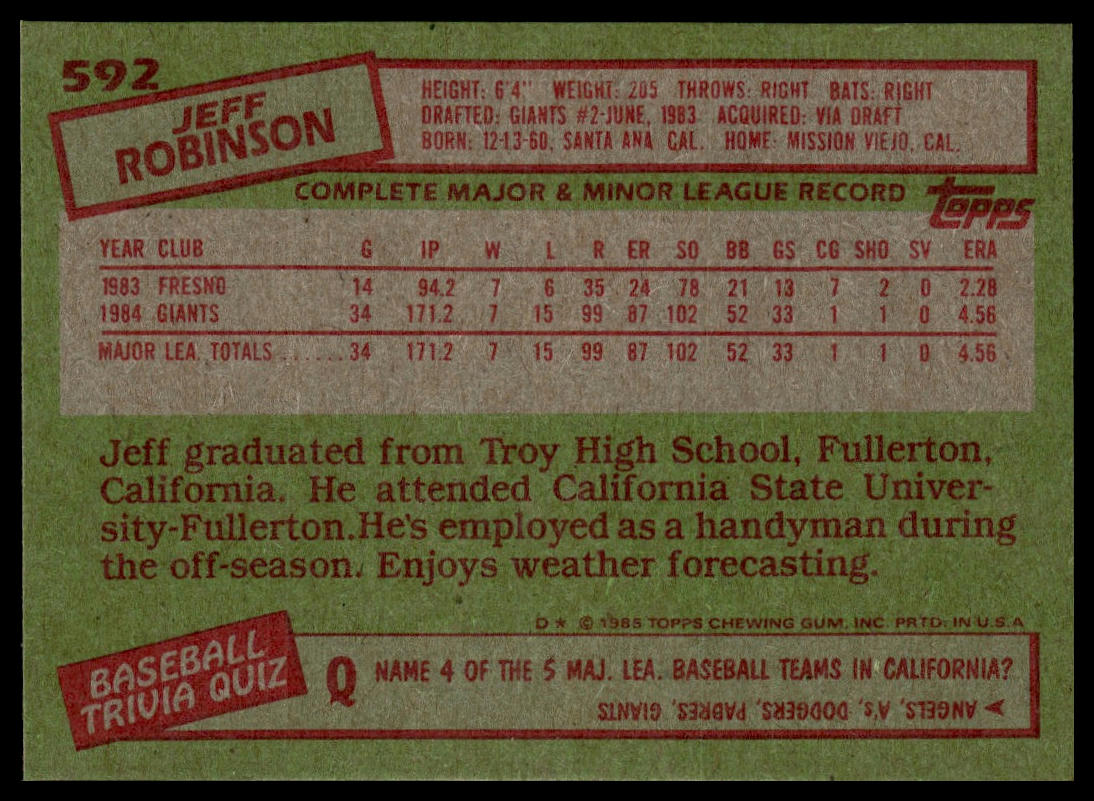 592
JEFF
ROBINSON
HEIGHT: 6'4" WEIGHT: 205 THROWS: RIGHT BATS: RIGHT
DRAFTED: GIANTS #2-JUNE, 1983 ACQUIRED: VIA DRAFT
BORN: 12-13-60, SANTA ANA CAL. HOME: MISSION VIEJO, CAL.
COMPLETE MAJOR & MINOR LEAGUE RECORD
topps
YEAR CLUB G IP W L R ER SO BB GS CG SHO SV ERA
1983 FRESNO 14 94.2 7 6 35 24 78 21 13 7 2 0 2.28
1984 GIANTS 34 171.2 7 15 99 87 102 52 33 1 1 0 4.56
MAJOR LEA. TOTALS ...... 34 171.2 7 15 99 87 102 52 33 1 1 0 4.56
Jeff graduated from Troy High School, Fullerton,
California. He attended California State Univer-
sity-Fullerton.He's employed as a handyman during
the off-season. Enjoys weather forecasting.
D * © 1985 TOPPS CHEWING GUM, INC. PRTD. IN U.S.A
BASEBALL
TRIVIA QUIZ
Q NAME 4 OF THE 5 MAJ. LEA. BASEBALL TEAMS IN CALIFORNIA?
ANGELS, A's, DODGERS, PADRES, GIANTS